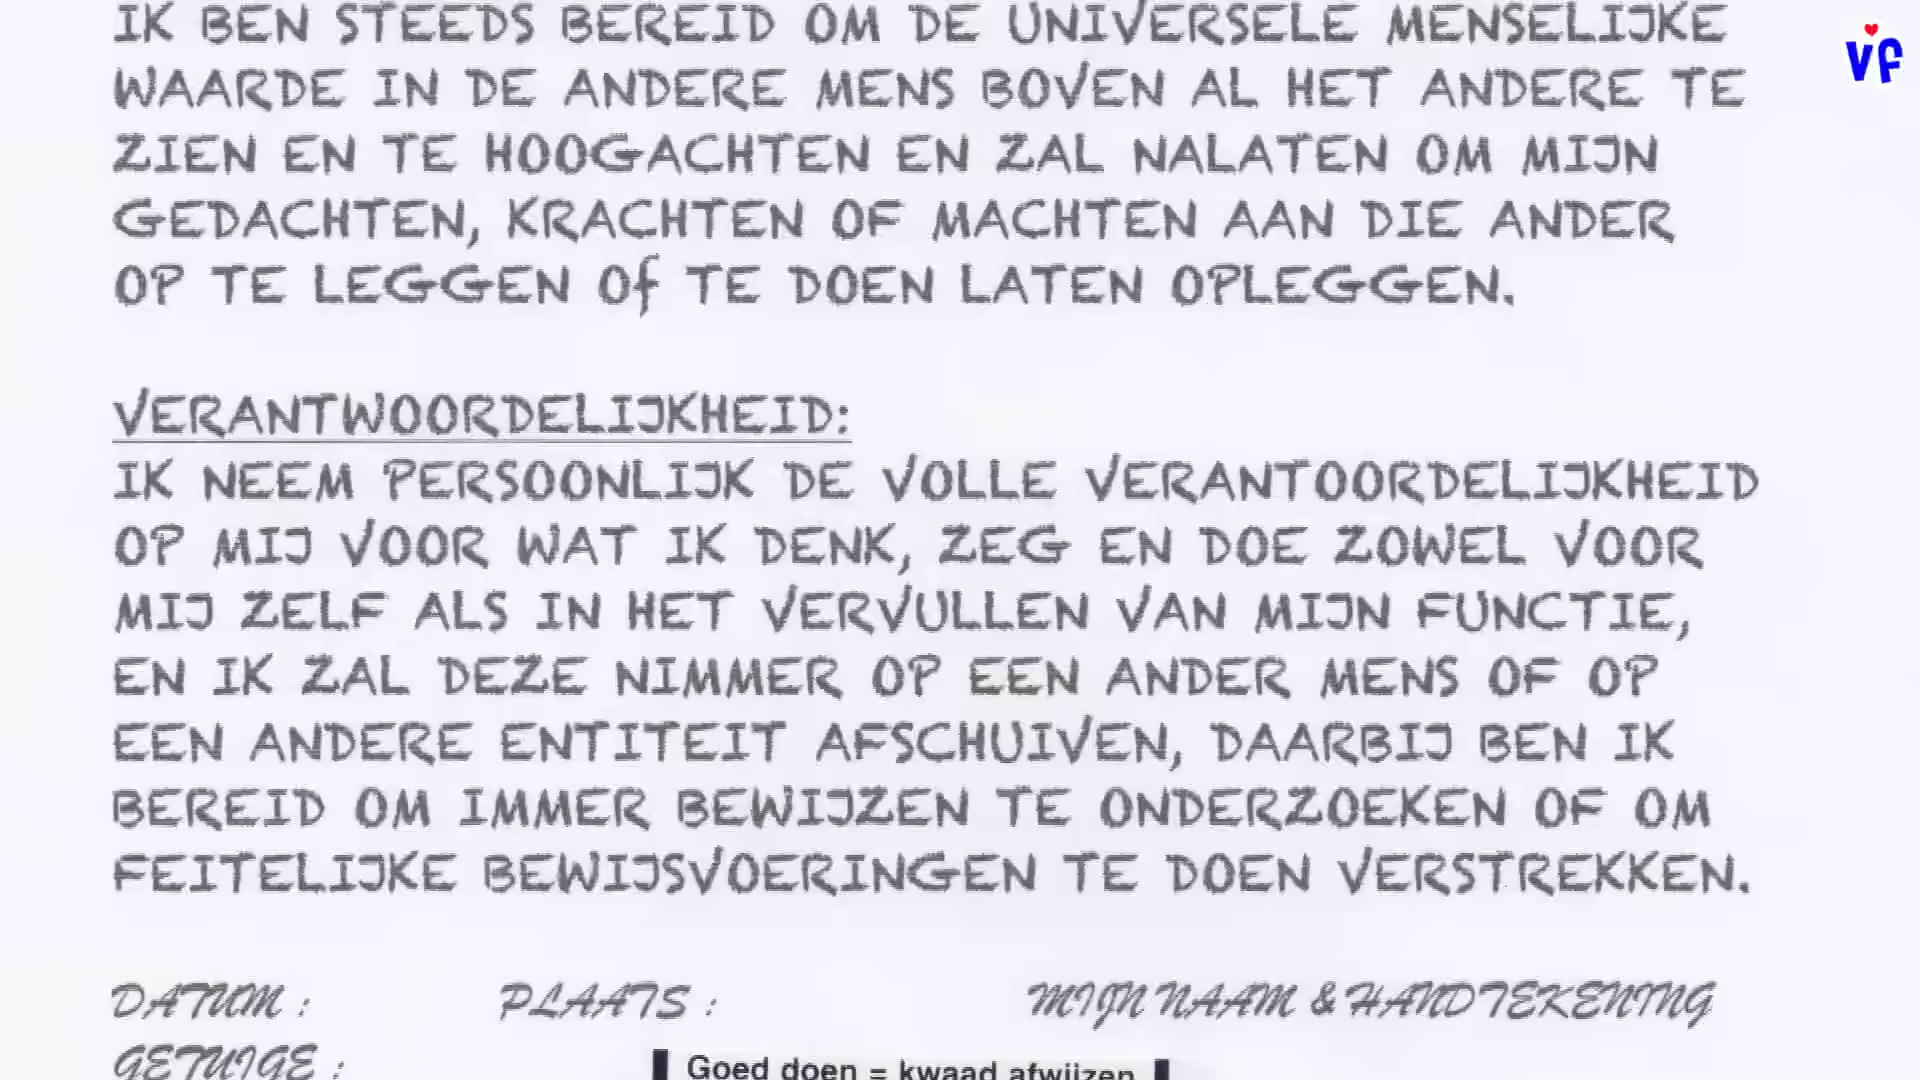 IK BEN STEEDS BEREID OM DE UNIVERSELE MENSELIJKE
WAARDE IN DE ANDERE MENS BOVEN AL HET ANDERE TE
ZIEN EN TE HOOGACHTEN EN ZAL NALATEN OM MIJN
GEDACHTEN, KRACHTEN OF MACHTEN AAN DIE ANDER
OP TE LEGGEN Of TE DOEN LATEN OPLEGGEN.
VERANTWOORDELIJKHEID:
IK NEEM PERSOONLIJK DE VOLLE VERANTOORDELIJKHEID
OP MIJ VOOR WAT IK DENK, ZEG EN DOE ZOWEL VOOR
MIJ ZELF ALS IN HET VERVULLEN VAN MIJN FUNCTIE,
EN IK ZAL DEZE NIMMER OP EEN ANDER MENS OF OP
EEN ANDERE ENTITEIT AFSCHUIVEN, DAARBIJ BEN IK
BEREID OM IMMER BEWIJZEN TE ONDERZOEKEN OF OM
FEITELIJKE BEWIJSVOERINGEN TE DOEN VERSTREKKEN.
DATUM : PLAATS : MIJN NAAM & HANDTEKENING
GETUIGE :
Goed doen = kwaad afwijzen
vf